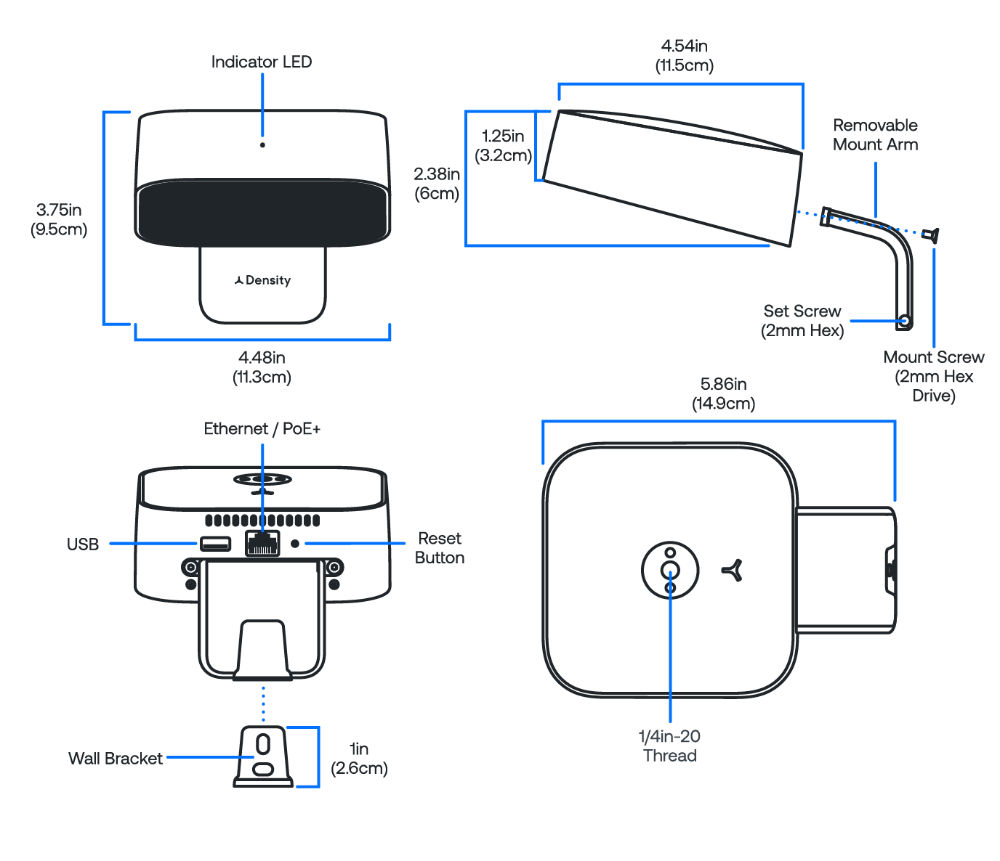 Indicator LED
3.75in
(9.5cm)
Density
4.48in
(11.3cm)
4.54in
(11.5cm)
1.25in
(3.2cm)
2.38in
(6cm)
Removable
Mount Arm
Set Screw
(2mm Hex)
Mount Screw
(2mm Hex
Drive)
Ethernet / PoE+
USB
Reset
Button
Wall Bracket
1in
(2.6cm)
5.86in
(14.9cm)
1/4in-20
Thread